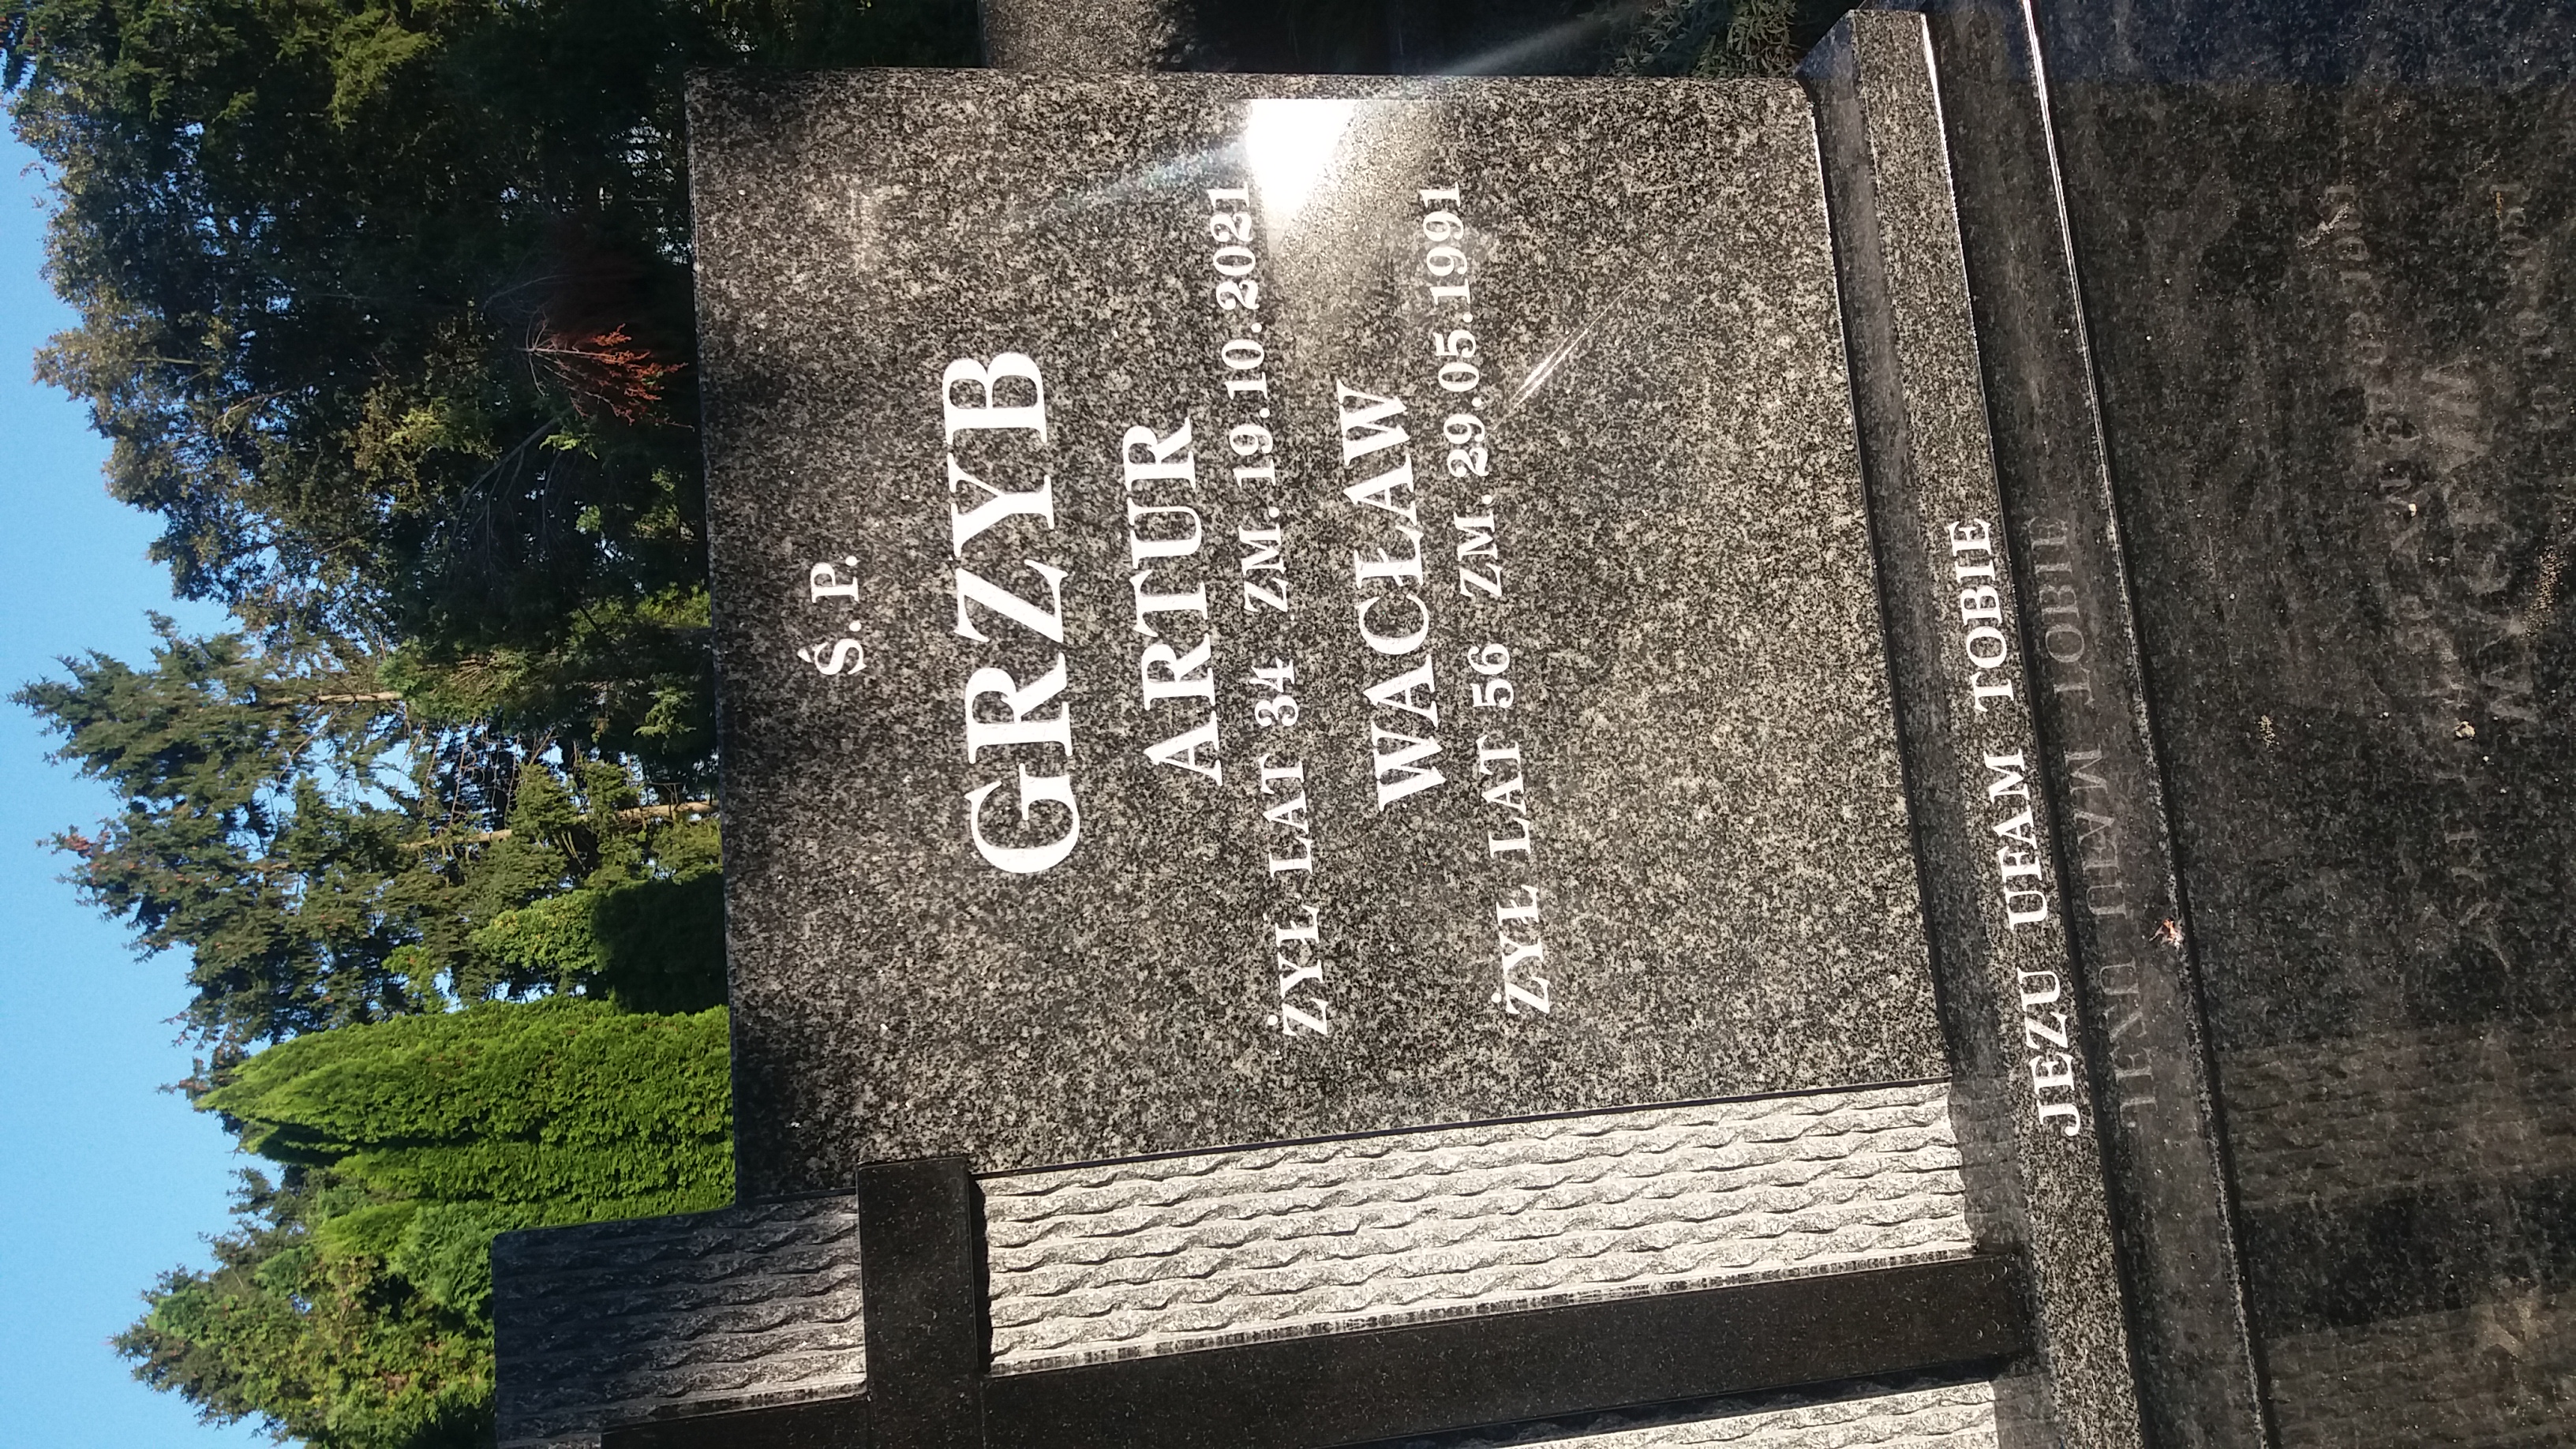 Ś.P.
GRZYB
ARTUR
ŻYŁ LAT 34 ZM. 19.10.2021
WACŁAW
ŻYŁ LAT 56 ZM. 29.05.1991
JEZU UFAM TOBIE